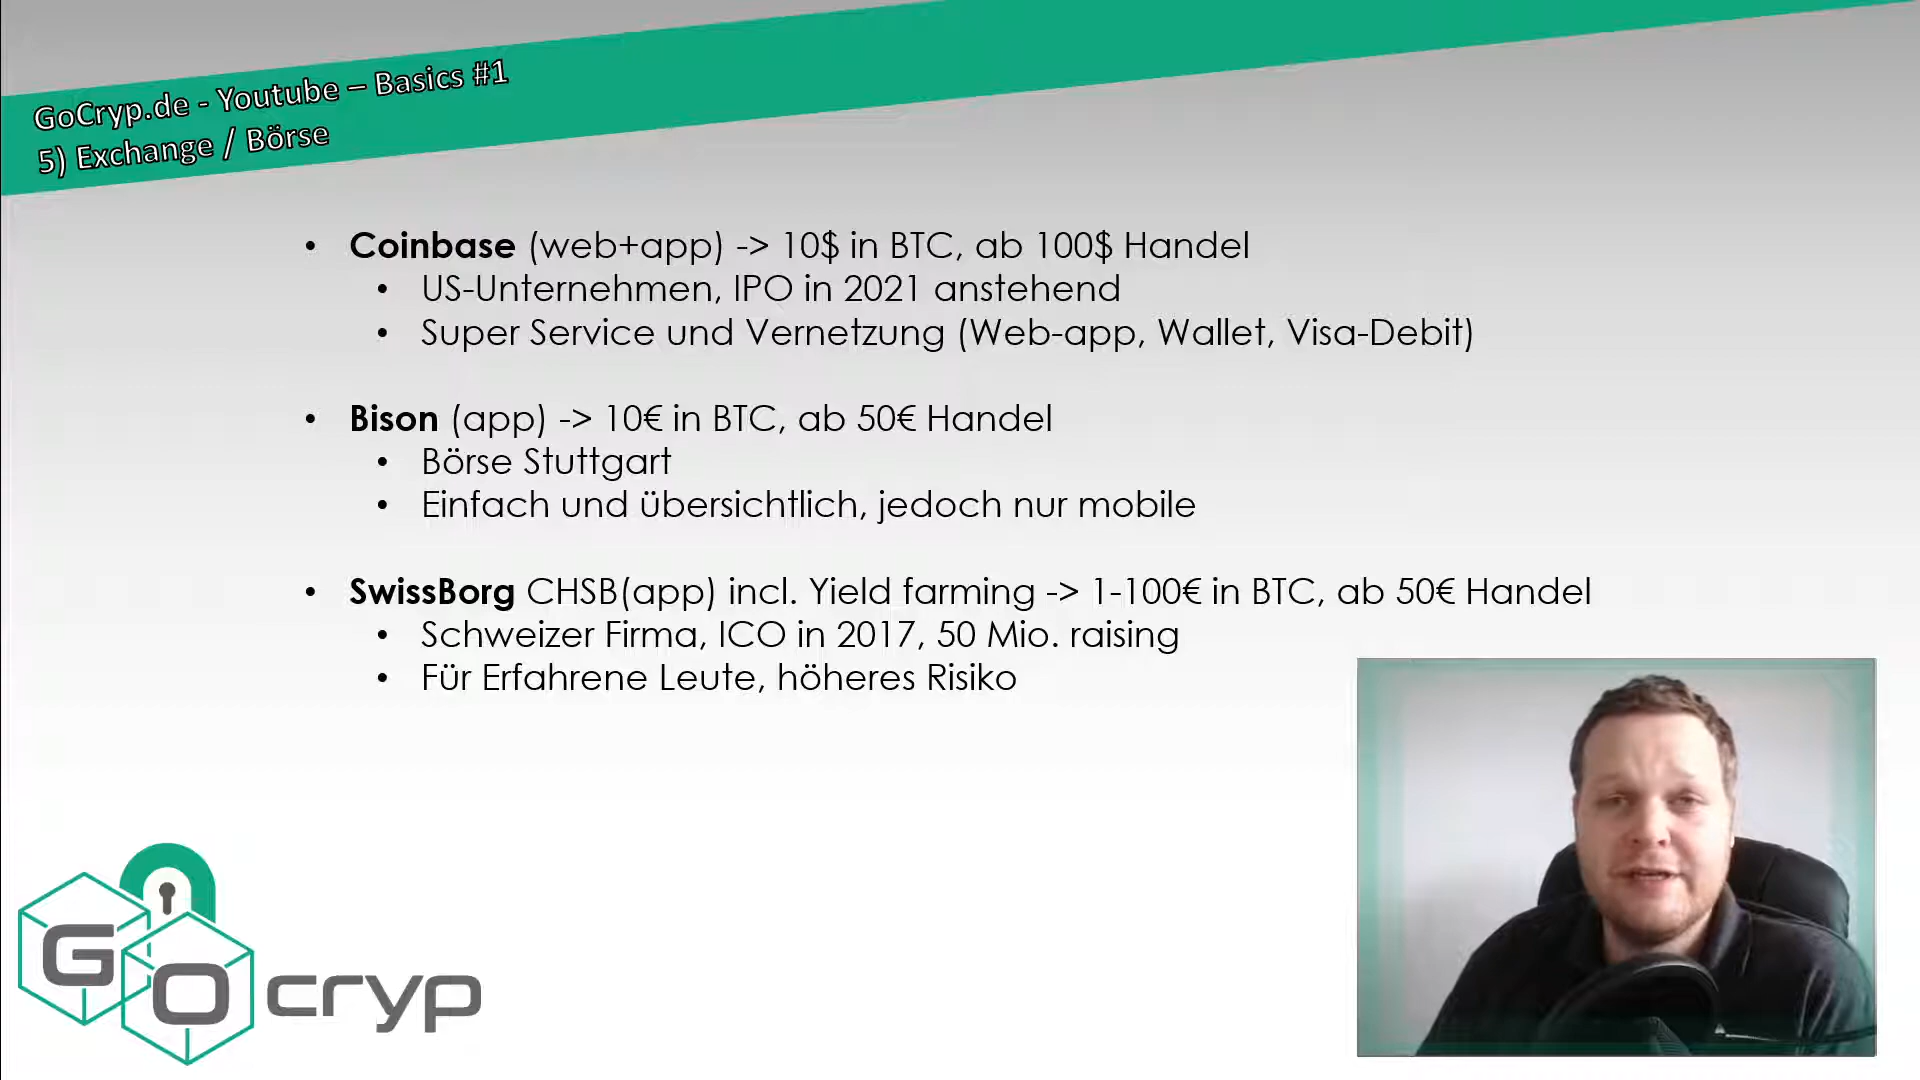 GoCryp.de - Youtube – Basics #1
5) Exchange / Börse
• Coinbase (web+app) -> 10$ in BTC, ab 100$ Handel
• US-Unternehmen, IPO in 2021 anstehend
• Super Service und Vernetzung (Web-app, Wallet, Visa-Debit)
• Bison (app) -> 10€ in BTC, ab 50€ Handel
• Börse Stuttgart
• Einfach und übersichtlich, jedoch nur mobile
• SwissBorg CHSB(app) incl. Yield farming -> 1-100€ in BTC, ab 50€ Handel
• Schweizer Firma, ICO in 2017, 50 Mio. raising
• Für Erfahrene Leute, höheres Risiko
GO cryp